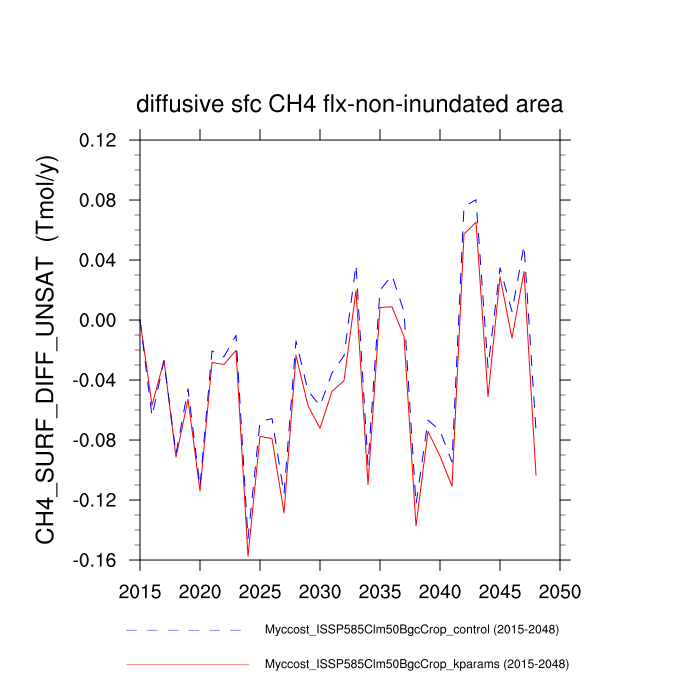 diffusive sfc CH4 flx-non-inundated area
CH4_SURF_DIFF_UNSAT (Tmol/y)
0.12
0.08
0.04
0.00
-0.04
-0.08
-0.12
-0.16
2015 2020 2025 2030 2035 2040 2045 2050
Myccost_ISSP585Clm50BgcCrop_control (2015-2048)
Myccost_ISSP585Clm50BgcCrop_kparams (2015-2048)